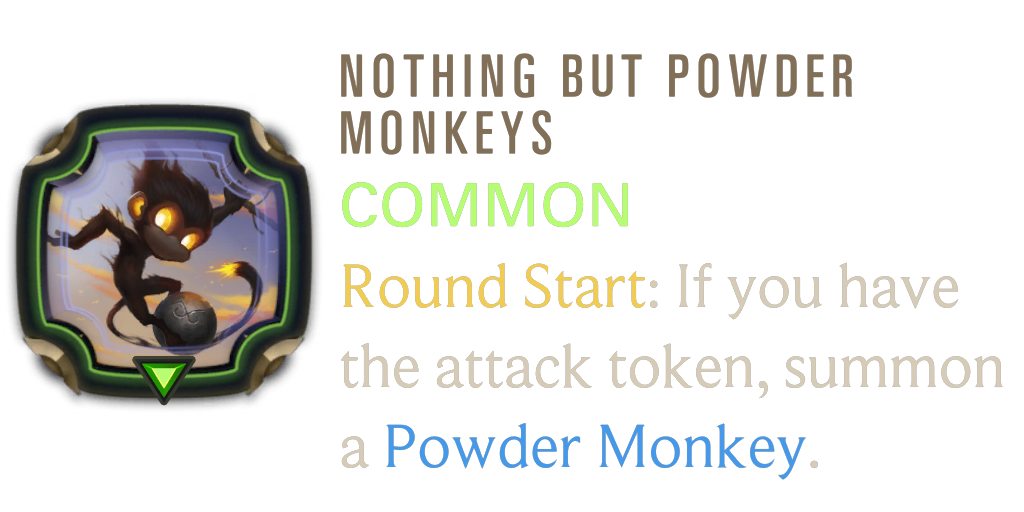 NOTHING BUT POWDER
MONKEYS
COMMON
Round Start: If you have
the attack token, summon
a Powder Monkey.